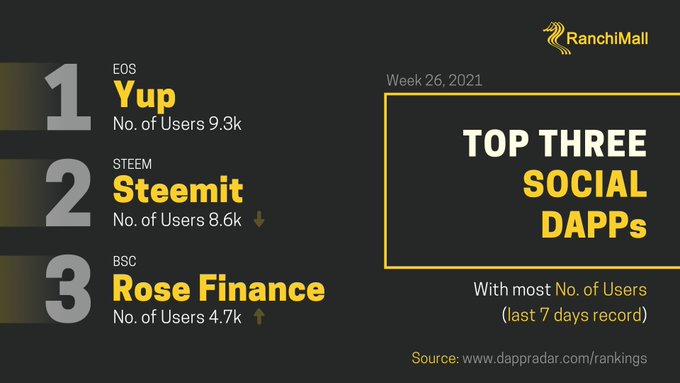 RanchiMall
Week 26, 2021
TOP THREE
SOCIAL
DAPPs
With most No. of Users
(last 7 days record)
1
EOS
Yup
No. of Users 9.3k
2
STEEM
Steemit
No. of Users 8.6k
3
BSC
Rose Finance
No. of Users 4.7k
Source: www.dappradar.com/rankings